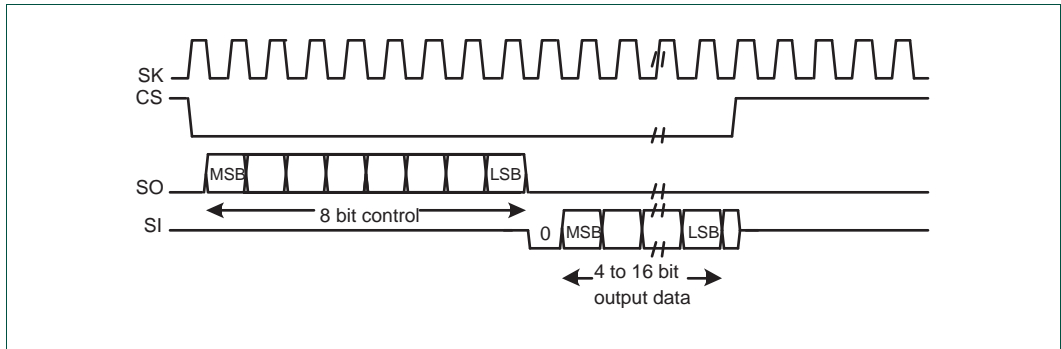 SK
CS
SO
MSB
LSB
8 bit control
SI
0
MSB
LSB
4 to 16 bit
output data